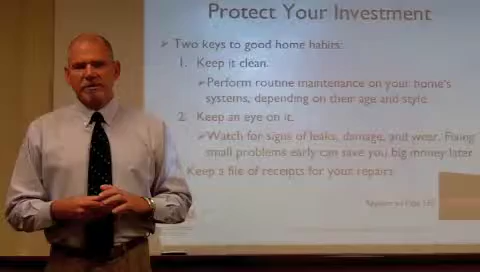 Protect Your Investment
➢ Two keys to good home habits:
1. Keep it clean.
➢Perform routine maintenance on your home's
systems, depending on their age and style
2. Keep an eye on it.
➢Watch for signs of leaks, damage, and wear. Fixing
small problems early can save you big money later
Keep a file of receipts for your repairs